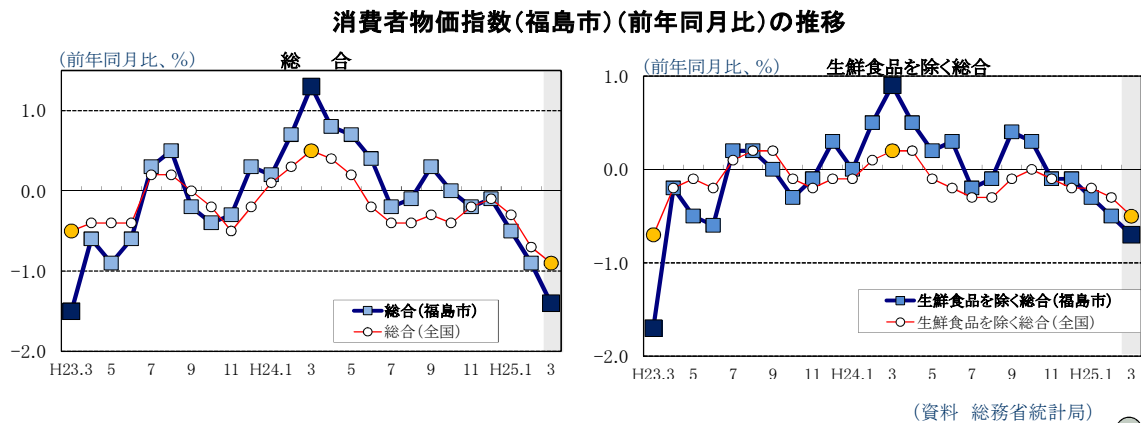 消費者物価指数(福島市)(前年同月比)の推移
(前年同月比、%)
総 合
1.0
0.0
-1.0
-2.0
総合(福島市)
総合(全国)
H23.3 5 7 9 11 H24.1 3 5 7 9 11 H25.1 3
(前年同月比、%)
生鮮食品を除く総合
1.0
0.0
-1.0
-2.0
生鮮食品を除く総合(福島市)
生鮮食品を除く総合(全国)
H23.3 5 7 9 11 H24.1 3 5 7 9 11 H25.1 3
(資料 総務省統計局)